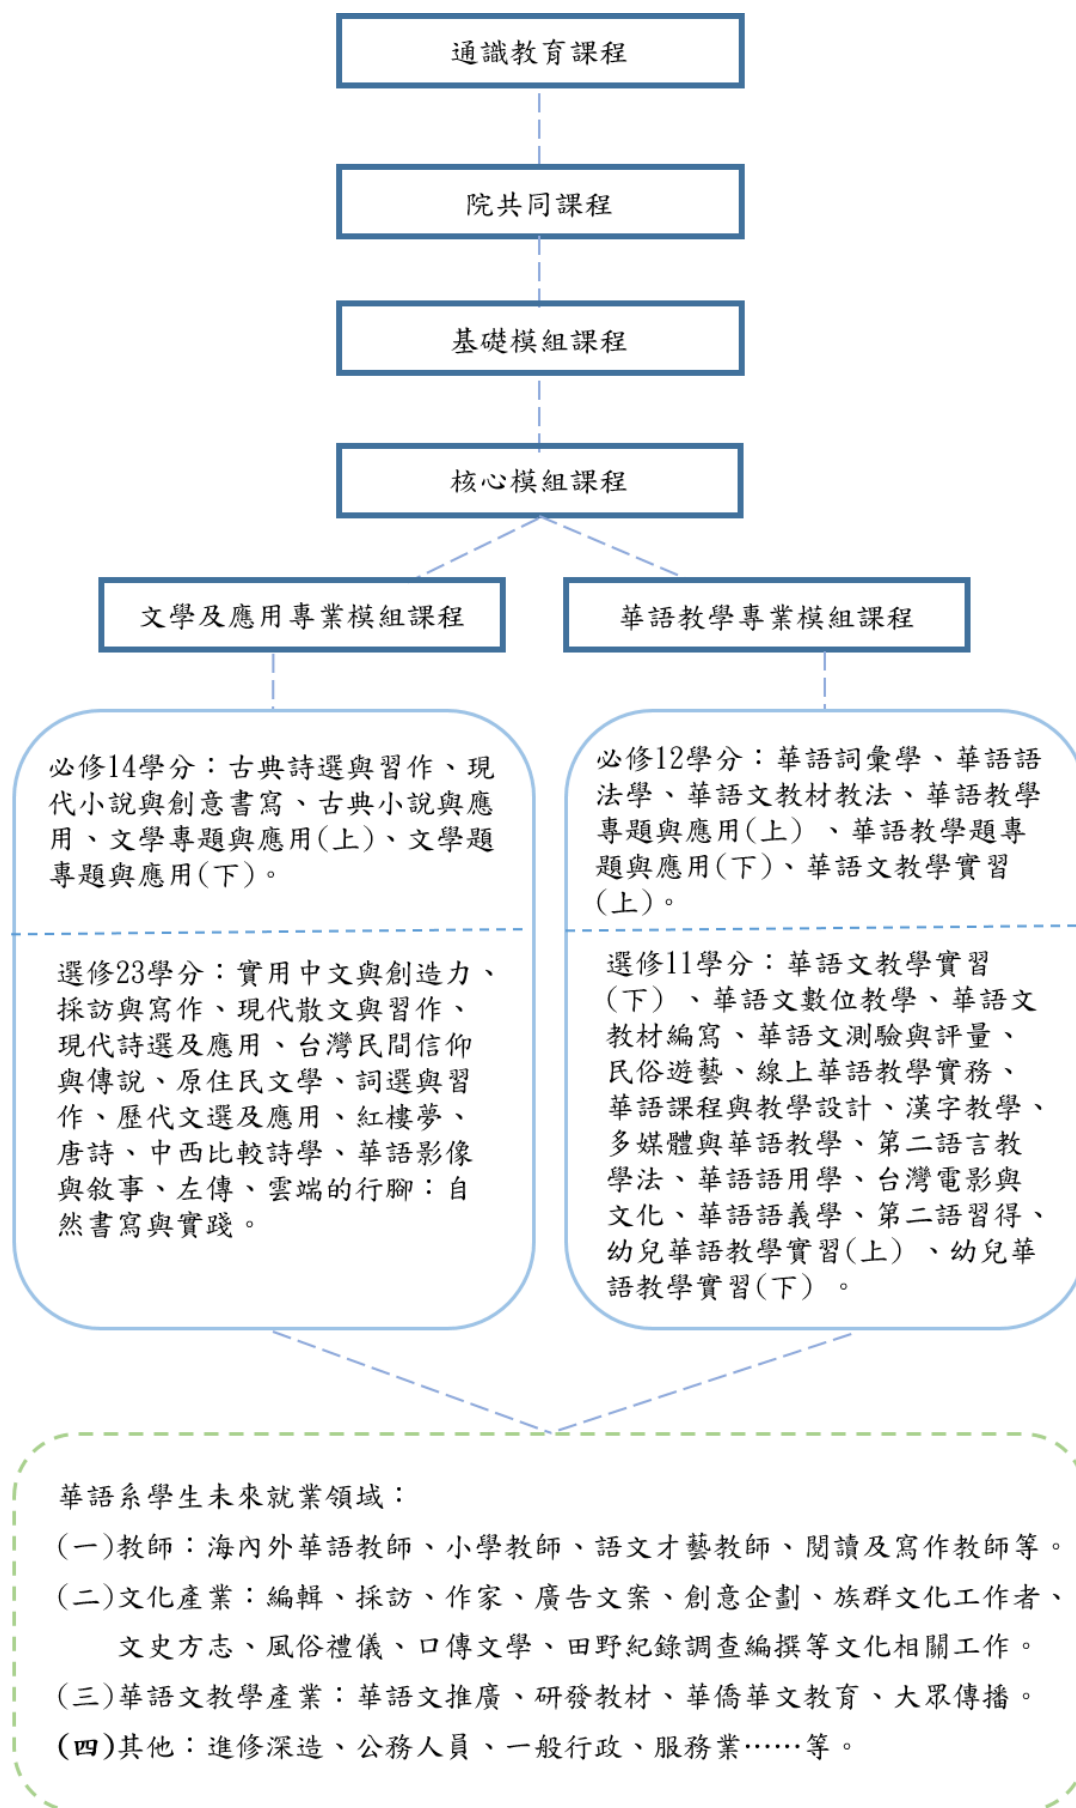 通識教育課程
院共同課程
基礎模組課程
核心模組課程
文學及應用專業模組課程
必修14學分：古典詩選與習作、現
代小說與創意書寫、古典小說與應
用、文學專題與應用(上)、文學題
專題與應用(下)。
選修23學分：實用中文與創造力、
採訪與寫作、現代散文與習作、
現代詩選及應用、台灣民間信仰
與傳說、原住民文學、詞選與習
作、歷代文選及應用、紅樓夢、
唐詩、中西比較詩學、華語影像
與敘事、左傳、雲端的行腳：自
然書寫與實踐。
華語教學專業模組課程
必修12學分：華語詞彙學、華語語
法學、華語文教材教法、華語教學
專題與應用(上) 、華語教學題專
題與應用(下)、華語文教學實習
(上)。
選修11學分：華語文教學實習
(下) 、華語文數位教學、華語文
教材編寫、華語文測驗與評量、
民俗遊藝、線上華語教學實務、
華語課程與教學設計、漢字教學、
多媒體與華語教學、第二語言教
學法、華語語用學、台灣電影與
文化、華語語義學、第二語習得、
幼兒華語教學實習(上) 、幼兒華
語教學實習(下) 。
華語系學生未來就業領域：
(一)教師：海內外華語教師、小學教師、語文才藝教師、閱讀及寫作教師等。
(二)文化產業：編輯、採訪、作家、廣告文案、創意企劃、族群文化工作者、
文史方志、風俗禮儀、口傳文學、田野紀錄調查編撰等文化相關工作。
(三)華語文教學產業：華語文推廣、研發教材、華僑華文教育、大眾傳播。
(四)其他：進修深造、公務人員、一般行政、服務業……等。